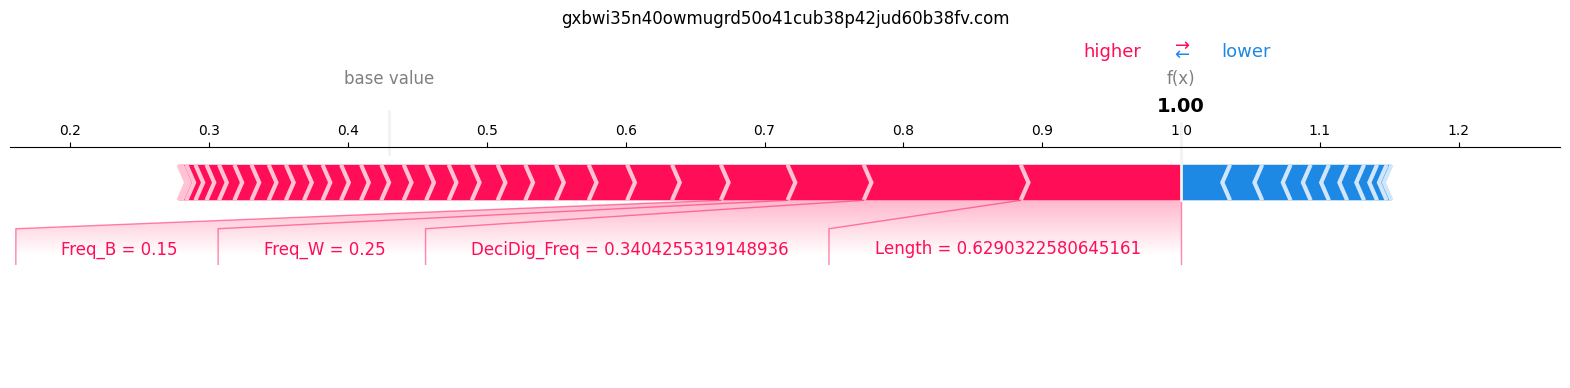 gxbwi35n40owmugrd50o41cub38p42jud60b38fv.com
higher → ← lower
base value f(x)
1.00
0.2 0.3 0.4 0.5 0.6 0.7 0.8 0.9 1.0 1.1 1.2
Freq_B = 0.15 Freq_W = 0.25 DeciDig_Freq = 0.3404255319148936 Length = 0.6290322580645161